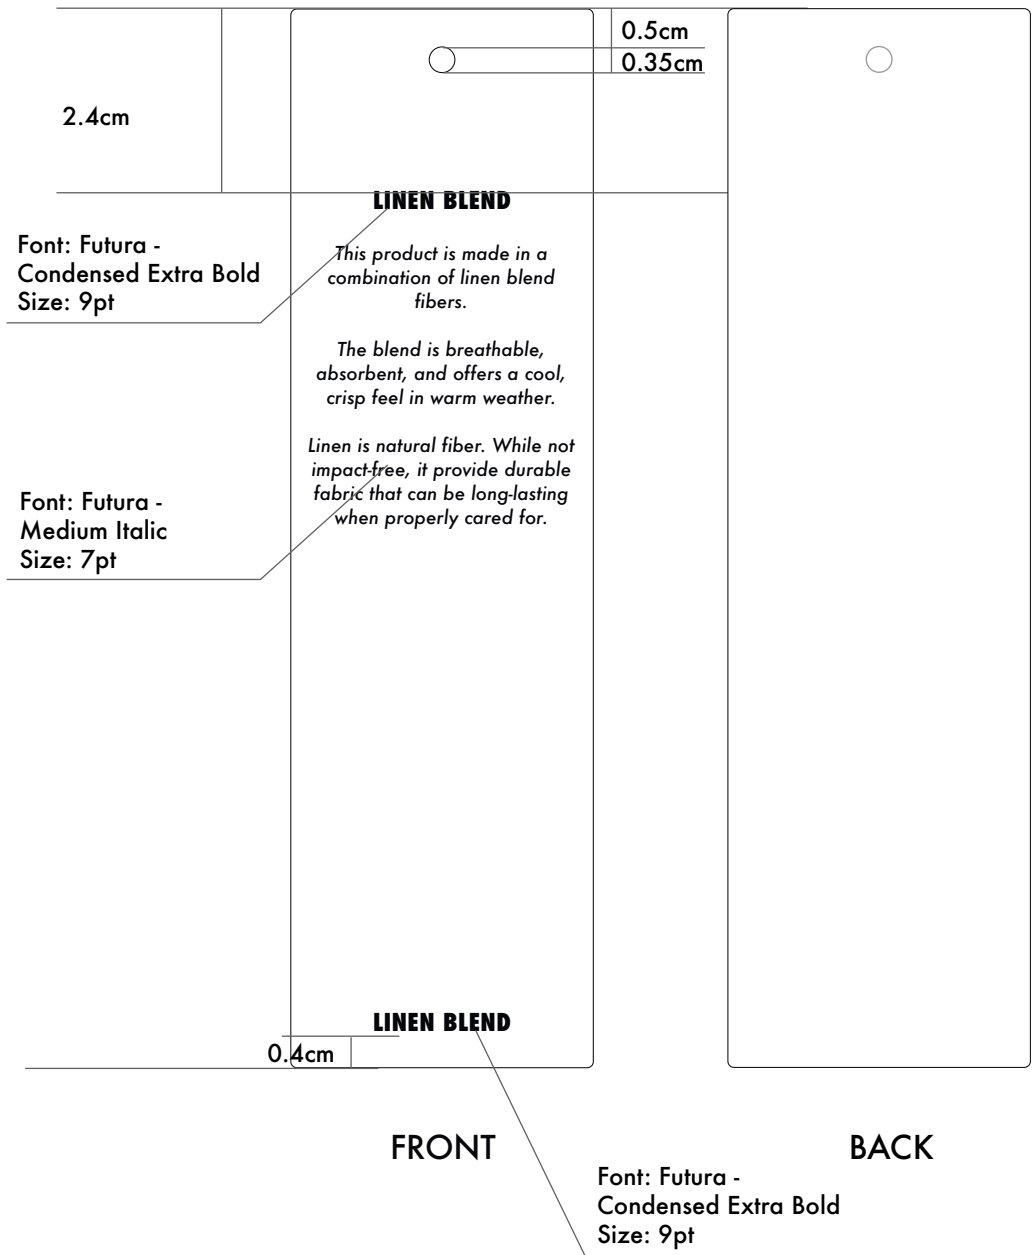 0.5cm
0.35cm
2.4cm
LINEN BLEND
Font: Futura -
Condensed Extra Bold
Size: 9pt
This product is made in a
combination of linen blend
fibers.
The blend is breathable,
absorbent, and offers a cool,
crisp feel in warm weather.
Linen is natural fiber. While not
impact-free, it provide durable
fabric that can be long-lasting
when properly cared for.
Font: Futura -
Medium Italic
Size: 7pt
LINEN BLEND
0.4cm
FRONT
BACK
Font: Futura -
Condensed Extra Bold
Size: 9pt